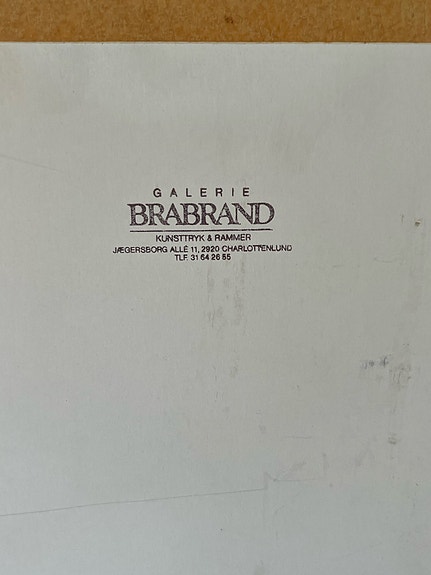 GALERIE
BRABRAND
KUNSTTRYK & RAMMER
JÆGERSBORG ALLÉ 11, 2920 CHARLOTTENLUND
TLF. 31 64 26 55